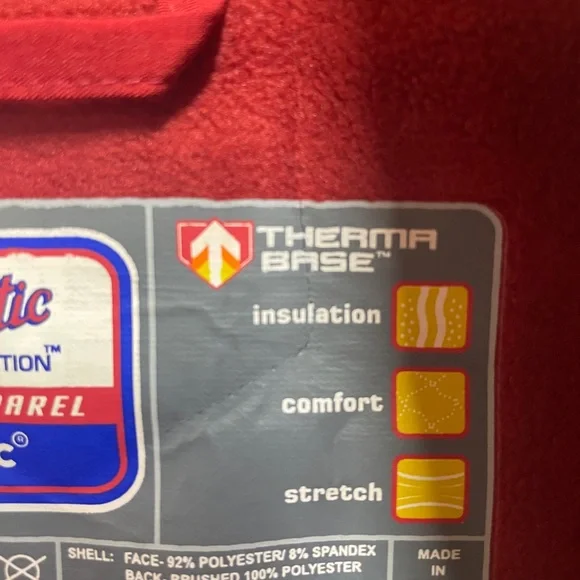 THERMA
BASE™
insulation
comfort
stretch
tic
TION™
PAREL
C®
SHELL: FACE- 92% POLYESTER/ 8% SPANDEX
BACK- BRUSHED 100% POLYESTER
MADE
IN